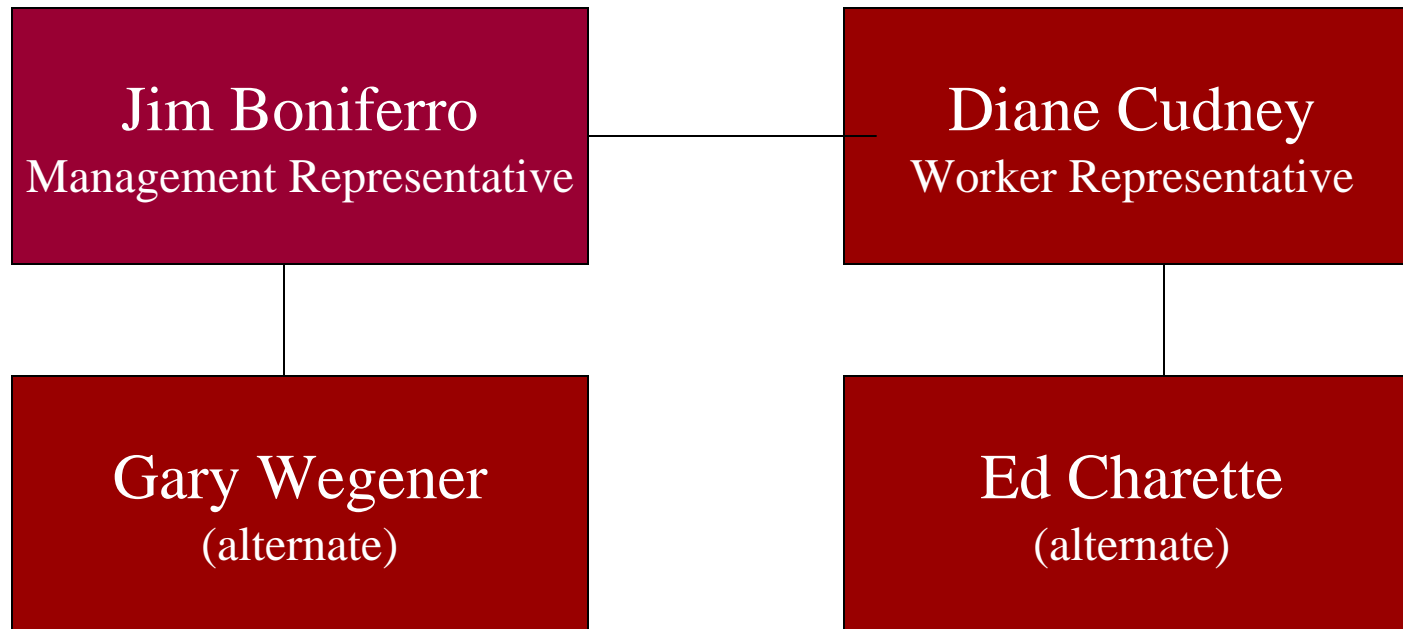 Jim Boniferro
Management Representative
Diane Cudney
Worker Representative
Gary Wegener
(alternate)
Ed Charette
(alternate)